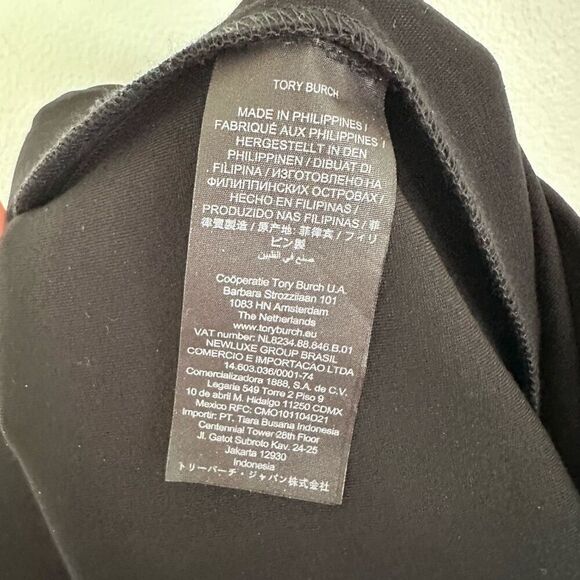 TORY BURCH
MADE IN PHILIPPINES /
FABRIQUÉ AUX PHILIPPINES /
HERGESTELLT IN DEN
PHILIPPINEN / DIBUAT DI
FILIPINA / ИЗГОТОВЛЕНО НА
ФИЛИППИНСКИХ ОСТРОВАХ /
HECHO EN FILIPINAS /
PRODUZIDO NAS FILIPINAS / 菲
律賓製造 / 原产地: 菲律宾 / フィリ
ピン製
صنع في الفلبين
Coöperatie Tory Burch U.A.
Barbara Strozziiaan 101
1083 HN Amsterdam
The Netherlands
www.toryburch.eu
VAT number: NL8234.88.846.B.01
NEWLUXE GROUP BRASIL
COMERCIO E IMPORTACAO LTDA
14.603.036/0001-74
Comercializadora 1888, S.A. de C.V.
Legaria 549 Torre 2 Piso 9
10 de abril M. Hidalgo 11250 CDMX
Mexico RFC: CMO101104D21
Importir: PT. Tiara Busana Indonesia
Centennial Tower 28th Floor
Jl. Gatot Subroto Kav. 24-25
Jakarta 12930
Indonesia
トリーバーチ・ジャパン株式会社